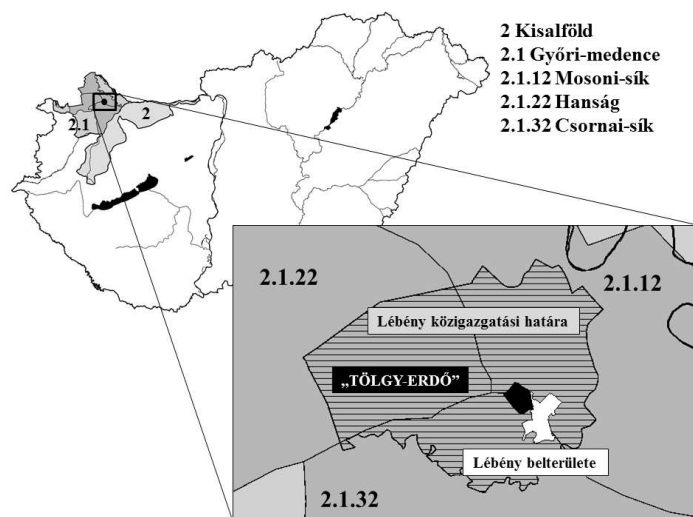 2 Kisalföld
2.1 Győri-medence
2.1.12 Mosoni-sík
2.1.22 Hanság
2.1.32 Csornai-sík
2.1
2
2.1.22
2.1.12
Lébény közigazgatási határa
„TÖLGY-ERDŐ”
Lébény belterülete
2.1.32